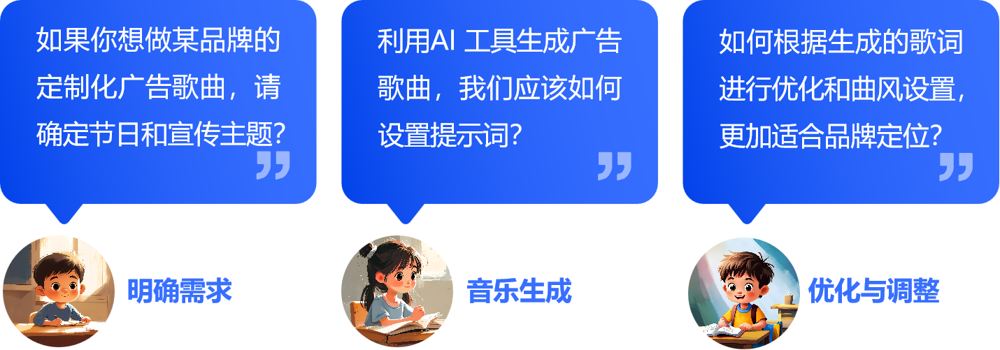 如果你想做某品牌的
定制化广告歌曲，请
确定节日和宣传主题？
明确需求
利用AI 工具生成广告
歌曲，我们应该如何
设置提示词？
音乐生成
如何根据生成的歌词
进行优化和曲风设置，
更加适合品牌定位？
优化与调整